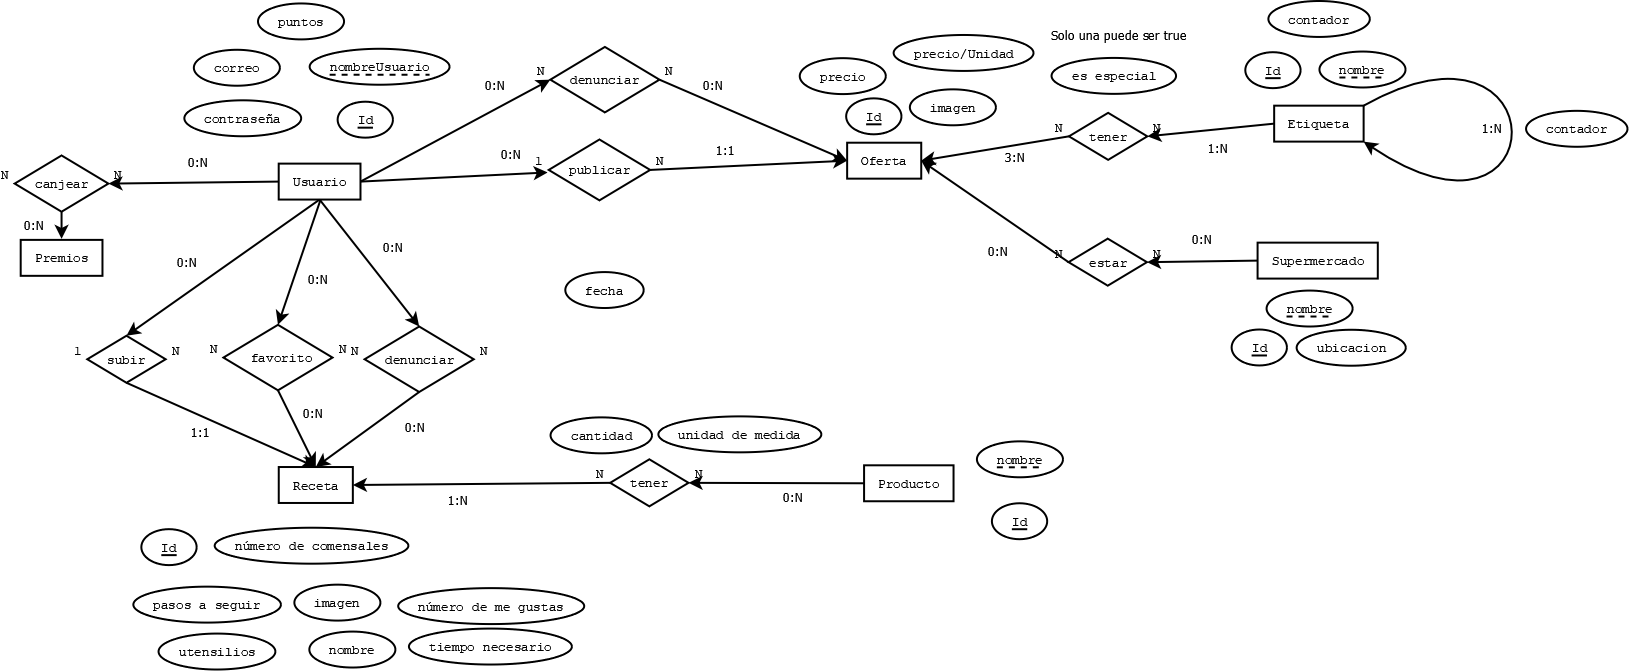 puntos
correo
nombreUsuario
contraseña
Id
0:N
N
denunciar
N
0:N
precio
precio/Unidad
Solo una puede ser true
es especial
Id
imagen
contador
Id
nombre
N
tener
N
3:N
1:N
Etiqueta
1:N
contador
N
canjear
N
0:N
Usuario
0:N
1
publicar
N
1:1
Oferta
0:N
Premios
0:N
N
estar
N
0:N
Supermercado
nombre
Id
ubicacion
0:N
0:N
0:N
fecha
1
subir
N
N
favorito
N
N
denunciar
N
1:1
0:N
0:N
cantidad
unidad de medida
Receta
1:N
N
tener
N
0:N
Producto
nombre
Id
Id
número de comensales
pasos a seguir
imagen
número de me gustas
utensilios
nombre
tiempo necesario